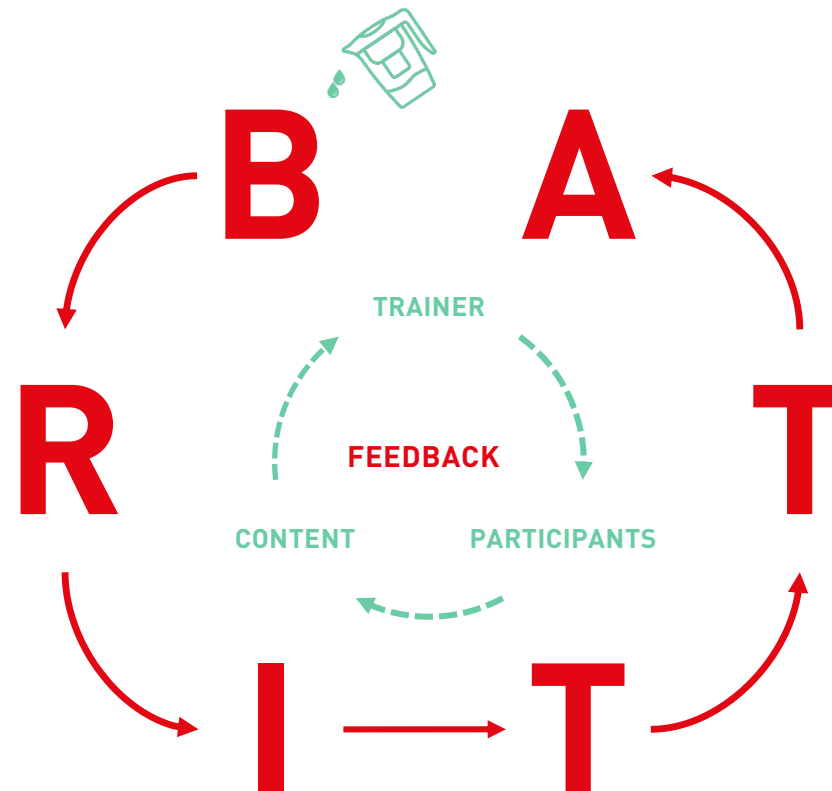 B A
TRAINER
R FEEDBACK T
CONTENT PARTICIPANTS
I T